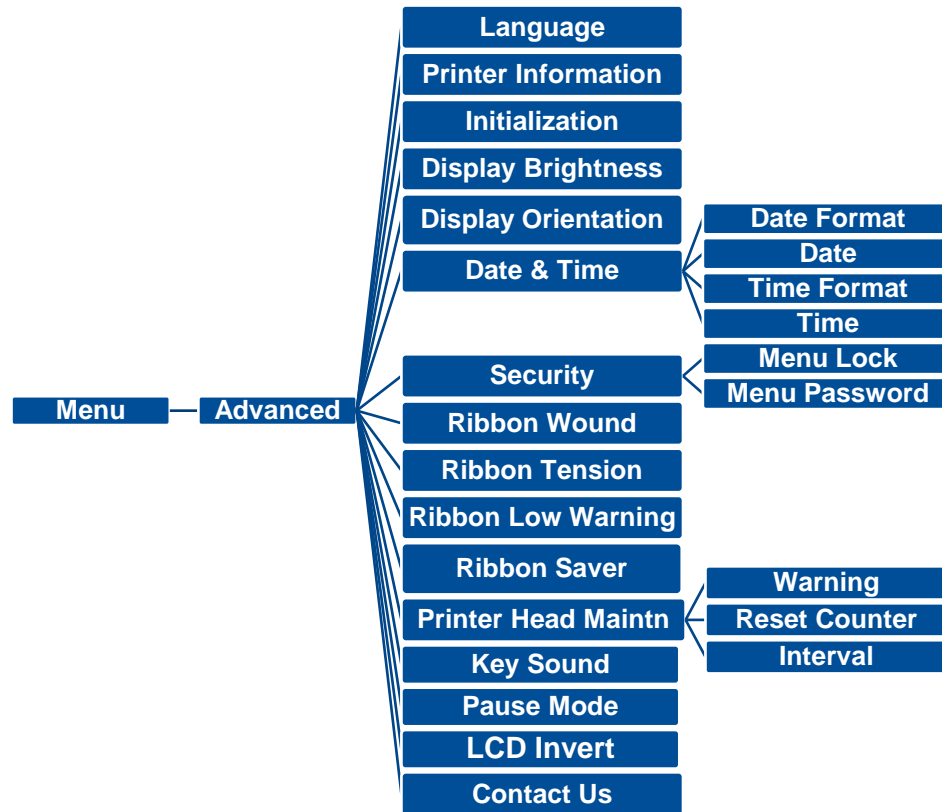 Language
Printer Information
Initialization
Display Brightness
Display Orientation
Date & Time
Date Format
Date
Time Format
Time
Security
Menu Lock
Menu Password
Menu
Advanced
Ribbon Wound
Ribbon Tension
Ribbon Low Warning
Ribbon Saver
Printer Head Maintn
Warning
Reset Counter
Interval
Key Sound
Pause Mode
LCD Invert
Contact Us